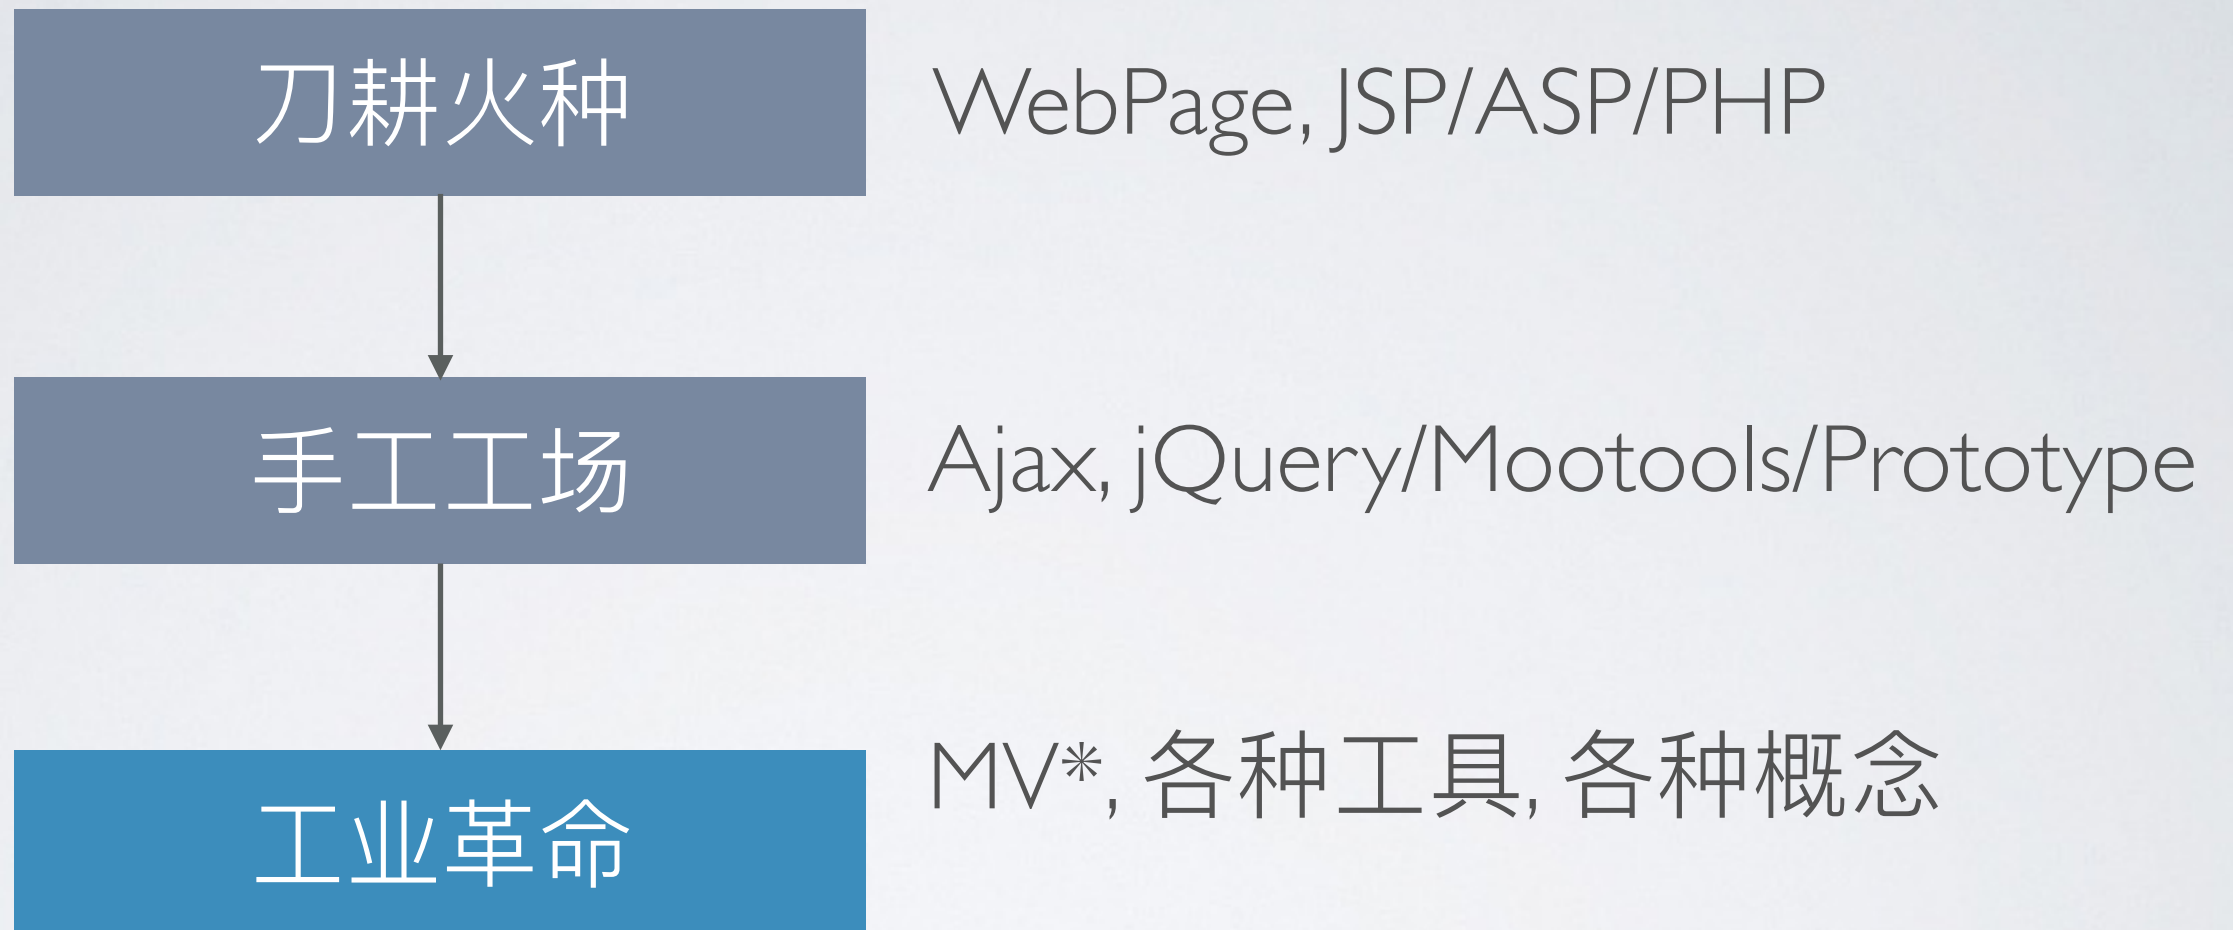 刀耕火种
WebPage, JSP/ASP/PHP
手工工场
Ajax, jQuery/Mootools/Prototype
工业革命
MV*, 各种工具, 各种概念